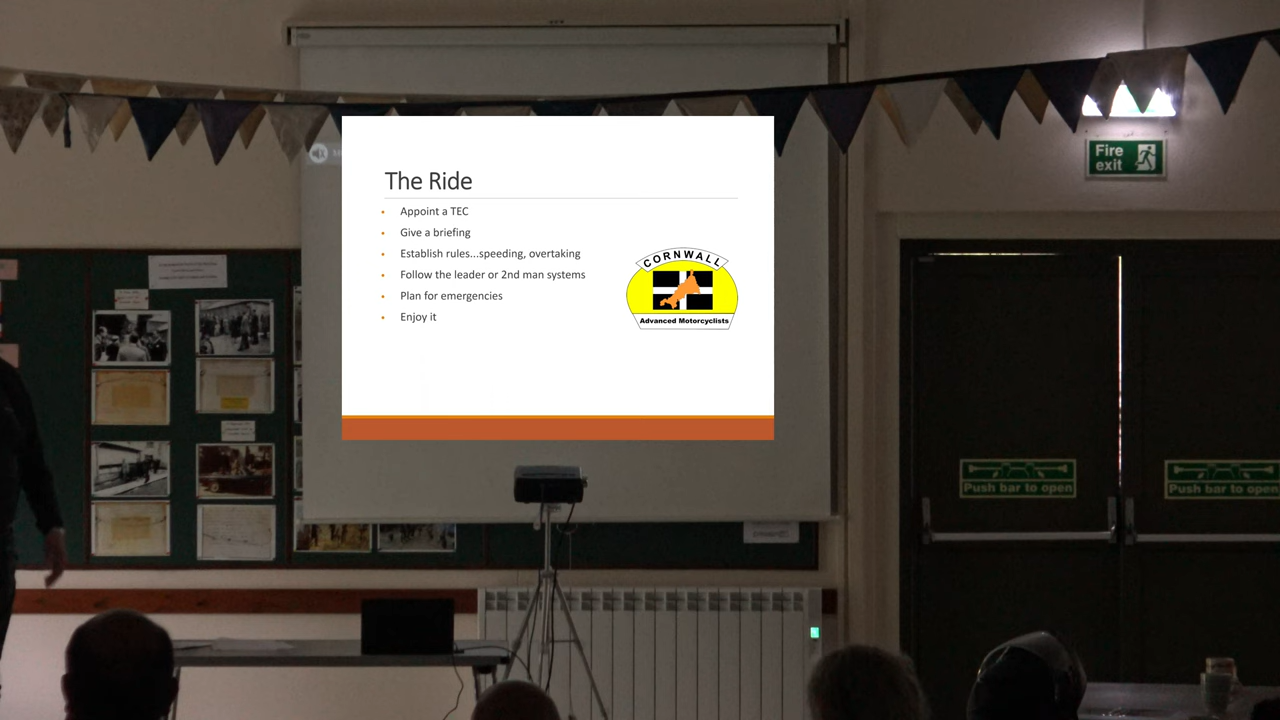 The Ride
Appoint a TEC
Give a briefing
Establish rules...speeding, overtaking
Follow the leader or 2nd man systems
Plan for emergencies
Enjoy it
CORNWALL
Advanced Motorcyclists
Fire
exit
Push bar to open
Push bar to open